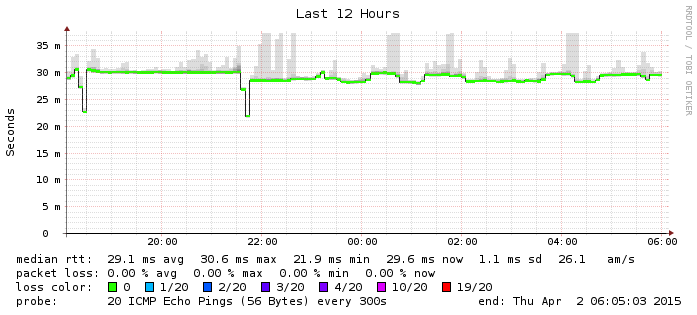 Last 12 Hours
RRDTOOL / TOBI OETIKER
Seconds
35 m
30 m
25 m
20 m
15 m
10 m
5 m
0
20:00 22:00 00:00 02:00 04:00 06:00
median rtt: 29.1 ms avg 30.6 ms max 21.9 ms min 29.6 ms now 1.1 ms sd 26.1 am/s
packet loss: 0.00 % avg 0.00 % max 0.00 % min 0.00 % now
loss color: 0 1/20 2/20 3/20 4/20 10/20 19/20
probe: 20 ICMP Echo Pings (56 Bytes) every 300s end: Thu Apr 2 06:05:03 2015